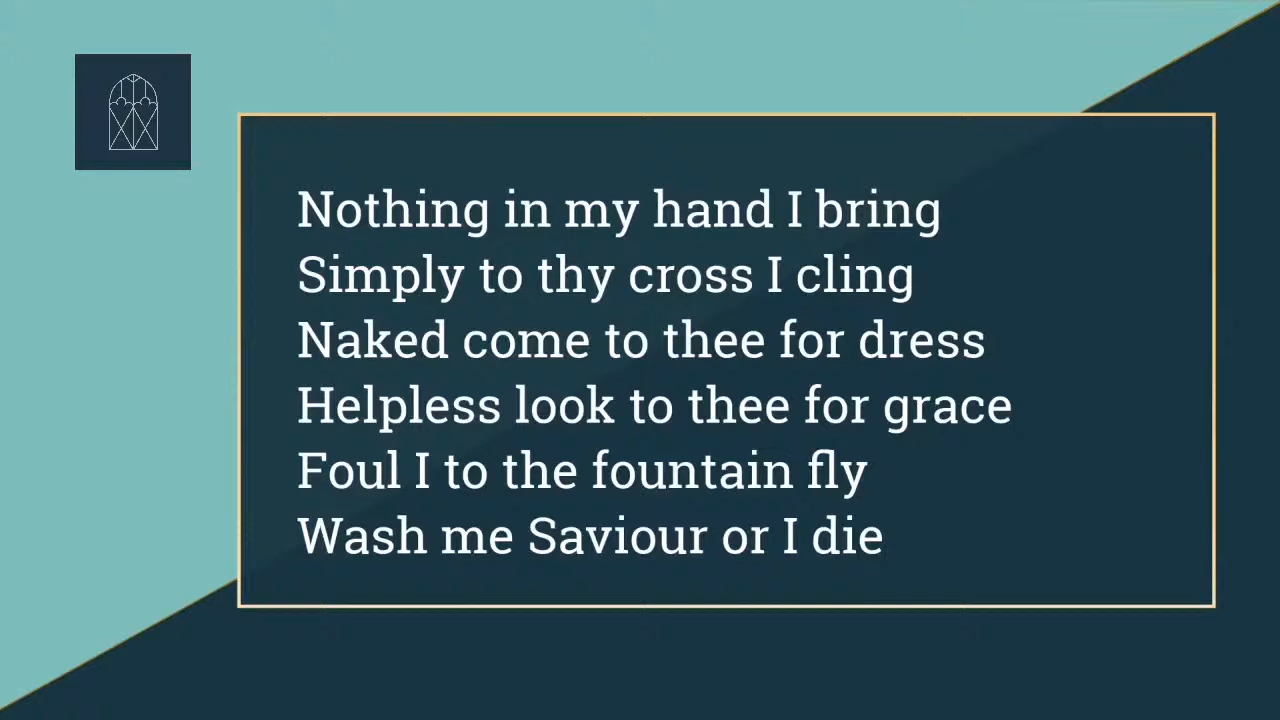 Nothing in my hand I bring
Simply to thy cross I cling
Naked come to thee for dress
Helpless look to thee for grace
Foul I to the fountain fly
Wash me Saviour or I die